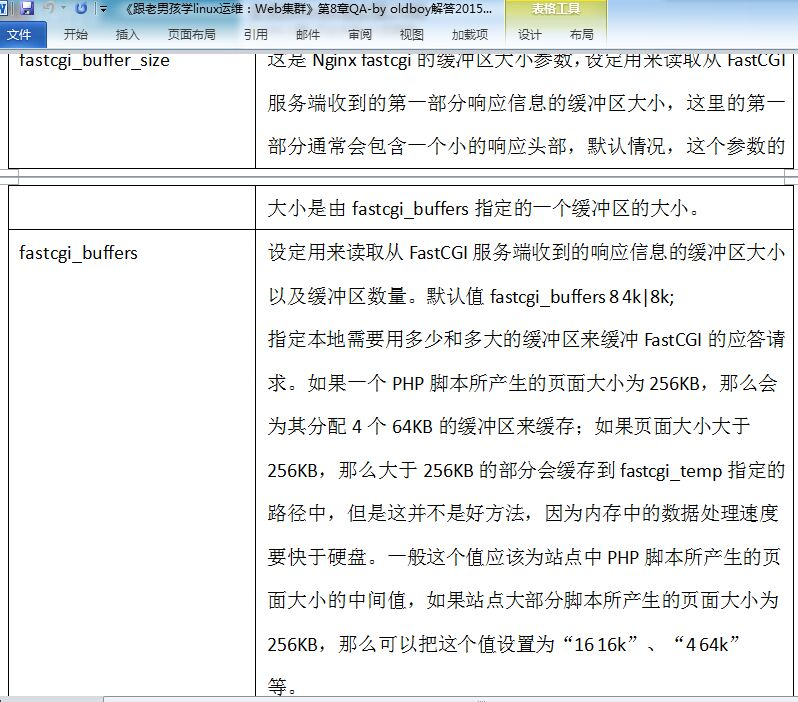 《跟老男孩学linux运维：Web集群》第8章QA-by oldboy解答2015...
表格工具
文件 开始 插入 页面布局 引用 邮件 审阅 视图 加载项 设计 布局
fastcgi_buffer_size 这是 Nginx fastcgi 的缓冲区大小参数，设定用来读取从 FastCGI
服务端收到的第一部分响应信息的缓冲区大小，这里的第一
部分通常会包含一个小的响应头部，默认情况，这个参数的
大小是由 fastcgi_buffers 指定的一个缓冲区的大小。
fastcgi_buffers 设定用来读取从 FastCGI 服务端收到的响应信息的缓冲区大小
以及缓冲区数量。默认值 fastcgi_buffers 8 4k|8k;
指定本地需要用多少和多大的缓冲区来缓冲 FastCGI 的应答请
求。如果一个 PHP 脚本所产生的页面大小为 256KB，那么会
为其分配 4 个 64KB 的缓冲区来缓存；如果页面大小大于
256KB，那么大于 256KB 的部分会缓存到 fastcgi_temp 指定的
路径中，但是这并不是好方法，因为内存中的数据处理速度
要快于硬盘。一般这个值应该为站点中 PHP 脚本所产生的页
面大小的中间值，如果站点大部分脚本所产生的页面大小为
256KB，那么可以把这个值设置为“16 16k”、“4 64k”
等。